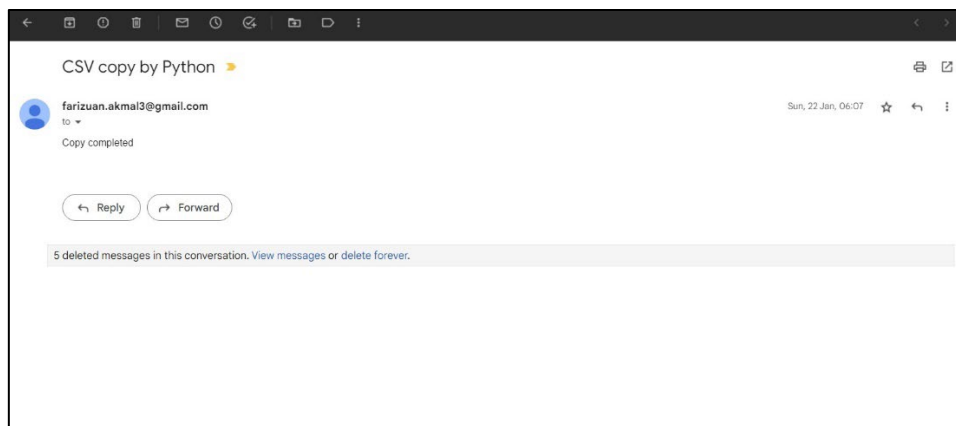 CSV copy by Python
farizuan.akmal3@gmail.com
Sun, 22 Jan, 06:07
to
Copy completed
Reply
Forward
5 deleted messages in this conversation. View messages or delete forever.